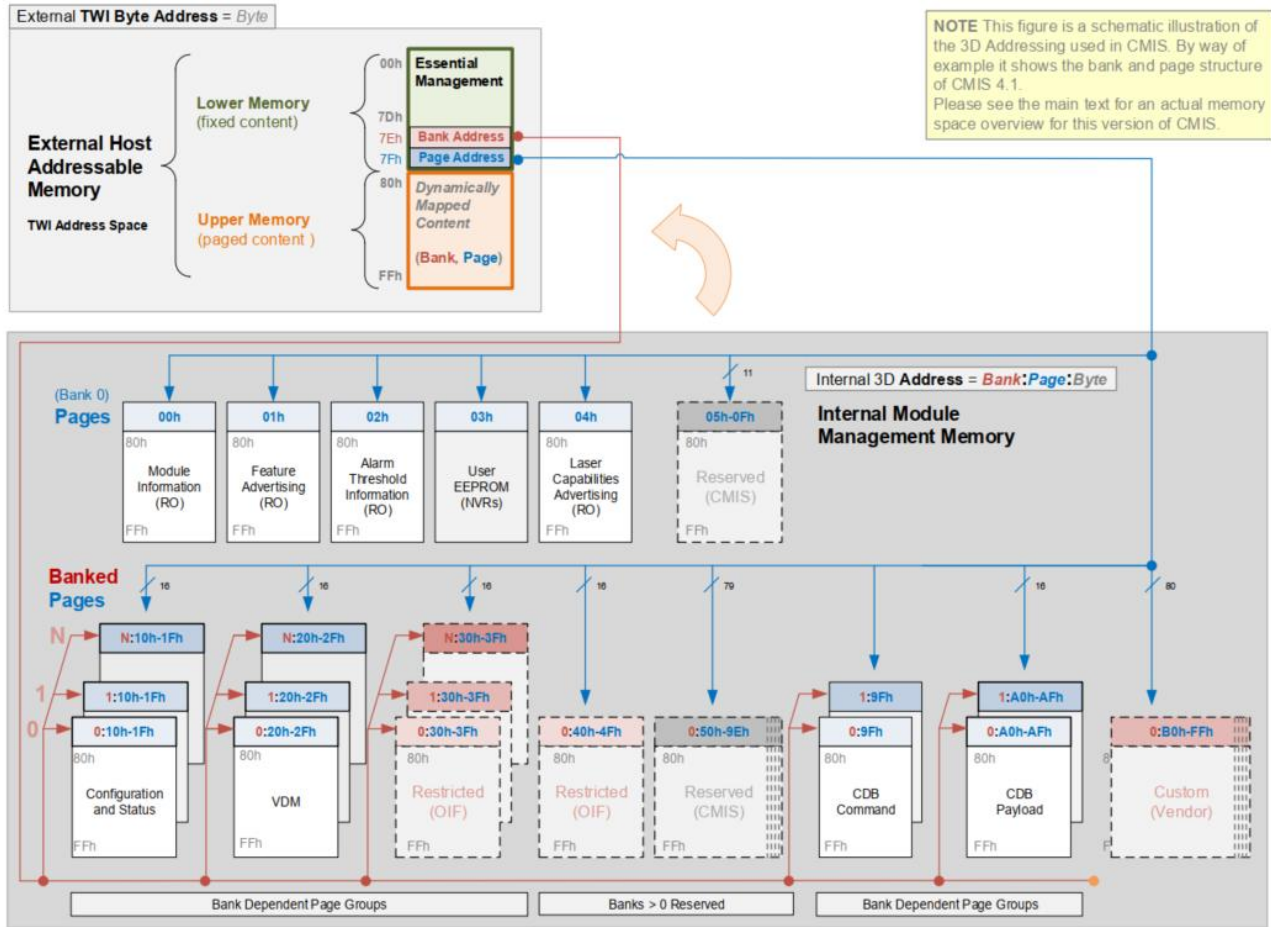 External TWI Byte Address = Byte
NOTE This figure is a schematic illustration of
the 3D Addressing used in CMIS. By way of
example it shows the bank and page structure
of CMIS 4.1.
Please see the main text for an actual memory
space overview for this version of CMIS.
External Host
Addressable
Memory
TWI Address Space
Lower Memory
(fixed content)
Upper Memory
(paged content )
00h
7Dh
7Eh
7Fh
80h
FFh
Essential
Management
Bank Address
Page Address
Dynamically
Mapped
Content
(Bank, Page)
Internal 3D Address = Bank:Page:Byte
Internal Module
Management Memory
(Bank 0)
Pages
11
00h
80h
Module
Information
(RO)
FFh
01h
80h
Feature
Advertising
(RO)
FFh
02h
80h
Alarm
Threshold
Information
(RO)
FFh
03h
User
EEPROM
(NVRs)
04h
80h
Laser
Capabilities
Advertising
(RO)
FFh
05h-0Fh
80h
Reserved
(CMIS)
FFh
Banked
Pages
16
16
16
16
79
16
80
N
1
0
N:10h-1Fh
1:10h-1Fh
0:10h-1Fh
80h
Configuration
and Status
FFh
N:20h-2Fh
1:20h-2Fh
0:20h-2Fh
80h
VDM
FFh
N:30h-3Fh
1:30h-3Fh
0:30h-3Fh
80h
Restricted
(OIF)
FFh
0:40h-4Fh
80h
Restricted
(OIF)
FFh
0:50h-9Eh
80h
Reserved
(CMIS)
FFh
1:9Fh
0:9Fh
80h
CDB
Command
FFh
1:A0h-AFh
0:A0h-AFh
80h
CDB
Payload
FFh
0:B0h-FFh
8
Custom
(Vendor)
F
Bank Dependent Page Groups
Banks > 0 Reserved
Bank Dependent Page Groups